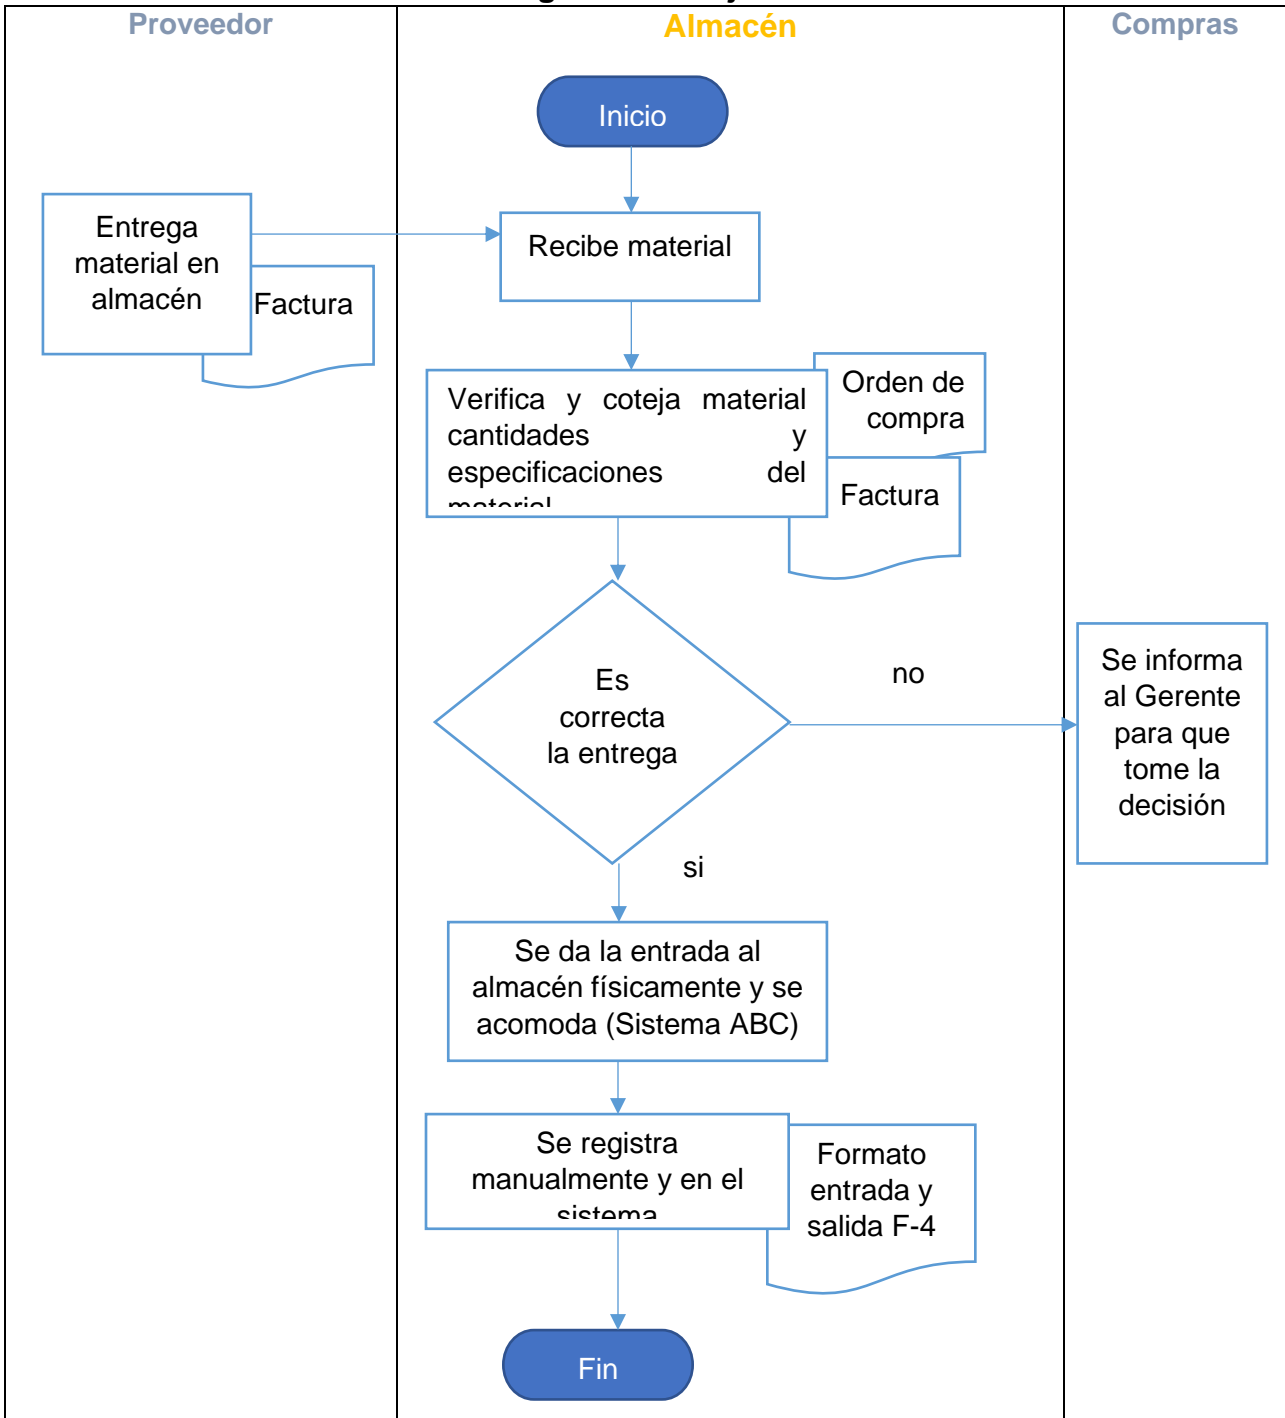 Proveedor
Almacén
Compras
Inicio
Entrega
material en
almacén
Factura
Recibe material
Verifica y coteja material
cantidades y
especificaciones del
material
Orden de
compra
Factura
Es
correcta
la entrega
no
Se informa
al Gerente
para que
tome la
decisión
si
Se da la entrada al
almacén físicamente y se
acomoda (Sistema ABC)
Se registra
manualmente y en el
sistema
Formato
entrada y
salida F-4
Fin